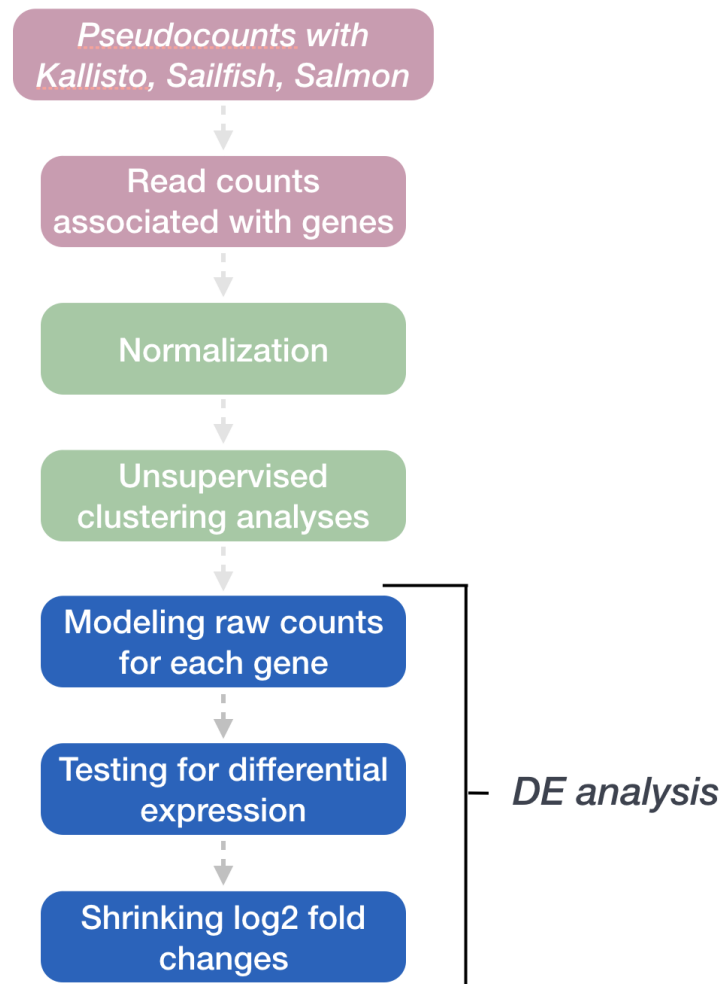 Pseudocounts with
Kallisto, Sailfish, Salmon
Read counts
associated with genes
Normalization
Unsupervised
clustering analyses
Modeling raw counts
for each gene
Testing for differential
expression
DE analysis
Shrinking log2 fold
changes